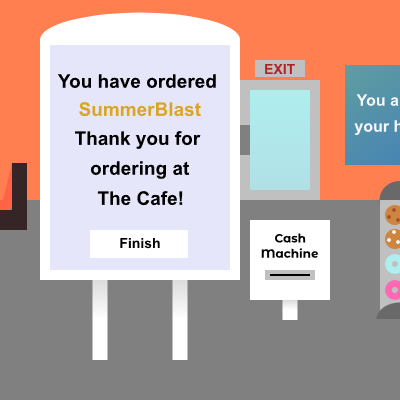 You have ordered
SummerBlast
Thank you for
ordering at
The Cafe!
Finish
EXIT
Cash
Machine
You a
your h